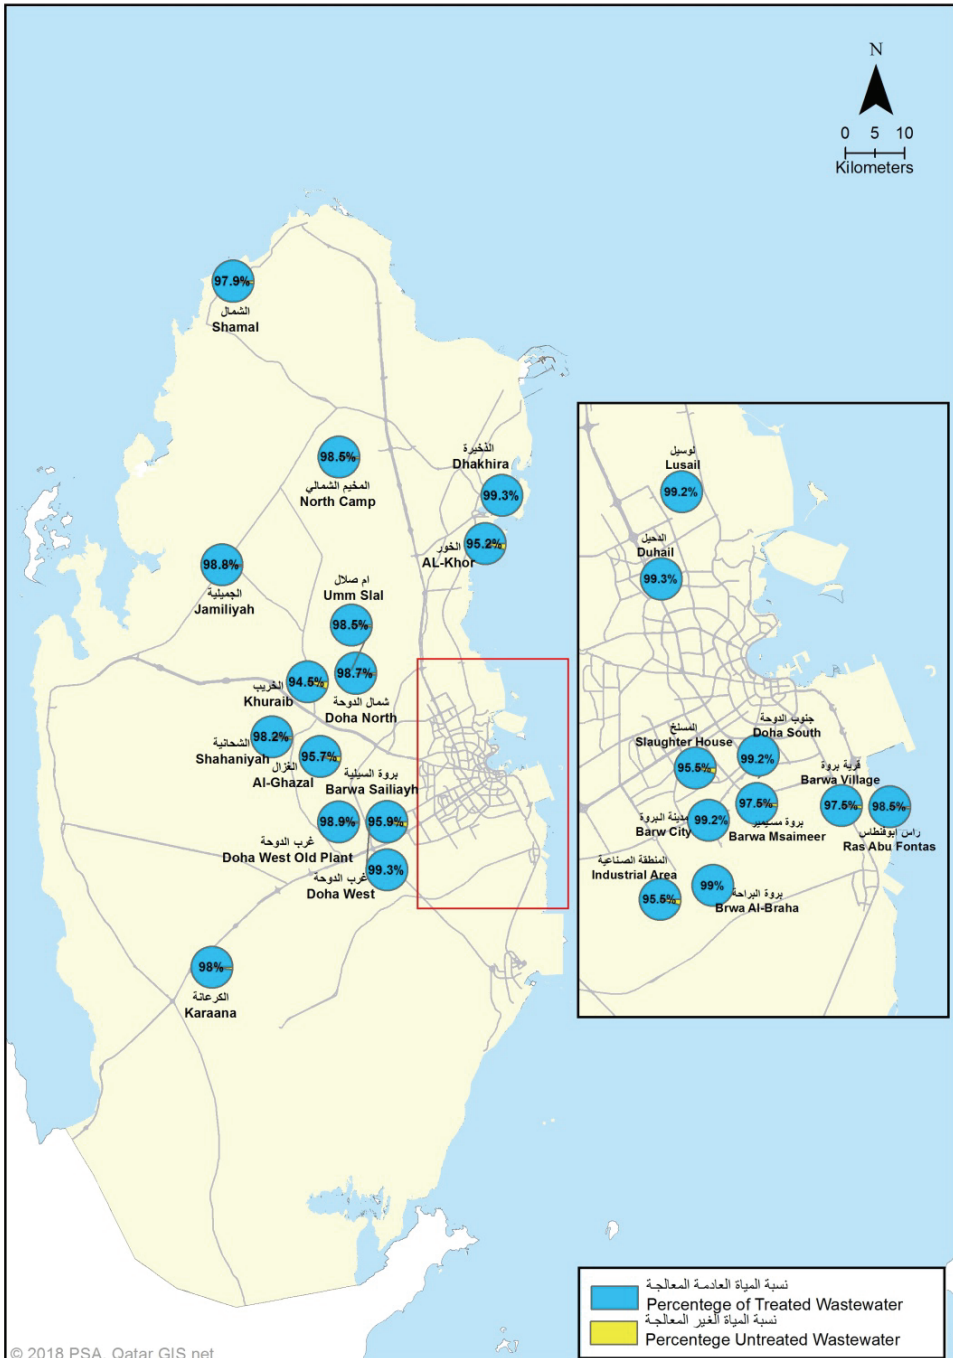 N
0 5 10
Kilometers
97.9%
الشمال
Shamal
98.5%
المخيم الشمالي
North Camp
الذخيرة
Dhakhira
99.3%
95.2%
الخور
AL-Khor
98.8%
الجميلية
Jamiliyah
ام صلال
Umm Slal
98.5%
98.7%
شمال الدوحة
Doha North
94.5%
الخريب
Khuraib
98.2%
الشحانية
Shahaniyah
95.7%
الغزال
Al-Ghazal
بروة السيلية
Barwa Sailiayh
95.9%
98.9%
غرب الدوحة
Doha West Old Plant
99.3%
غرب الدوحة
Doha West
98%
الكرعانة
Karaana
لوسيل
Lusail
99.2%
الدحيل
Duhail
99.3%
جنوب الدوحة
Doha South
99.2%
المسلخ
Slaughter House
95.5%
قرية بروة
Barwa Village
97.5%
98.5%
راس ابوفنطاس
Ras Abu Fontas
97.5%
بروة مسيمير
Barwa Msaimeer
مدينة البروة
Barw City
99.2%
المنطقة الصناعية
Industrial Area
95.5%
99%
بروة البراحة
Brwa Al-Braha
نسبة المياة العادمة المعالجة
Percentege of Treated Wastewater
نسبة المياة الغير المعالجة
Percentege Untreated Wastewater
© 2018 PSA, Qatar GIS net